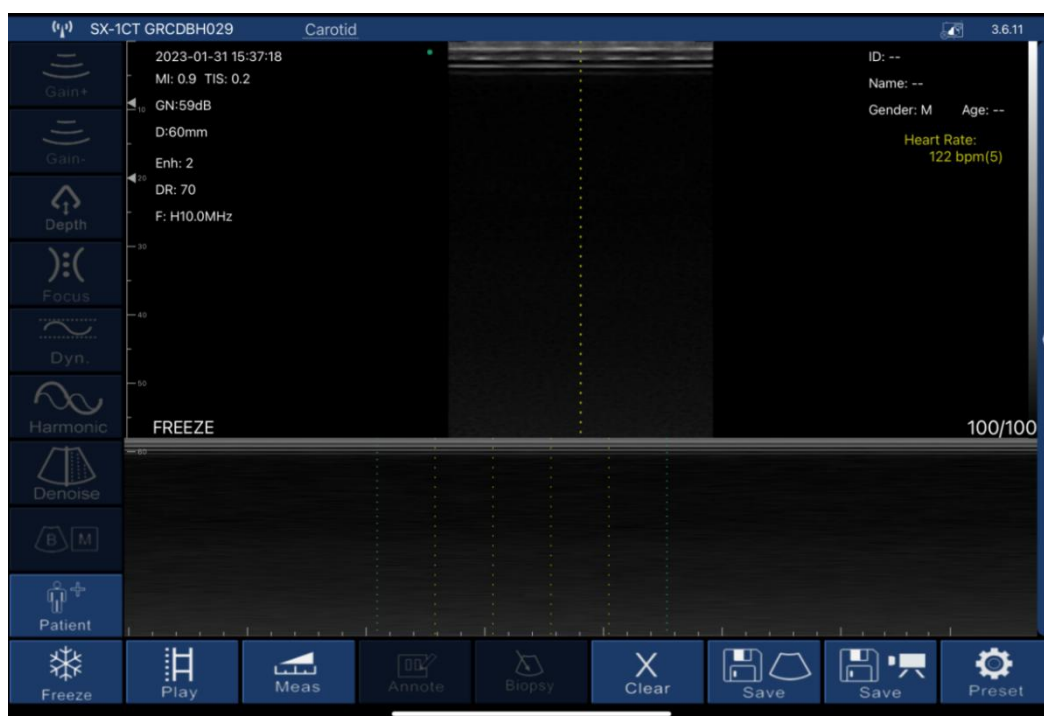 SX-1CT GRCDBH029 Carotid 3.6.11
2023-01-31 15:37:18
MI: 0.9 TIS: 0.2
GN:59dB
D:60mm
Enh: 2
DR: 70
F: H10.0MHz
ID: --
Name: --
Gender: M Age: --
Heart Rate:
122 bpm(5)
10
20
30
40
50
60
FREEZE
100/100
Gain+
Gain-
Depth
Focus
Dyn.
Harmonic
Denoise
B M
Patient
Freeze
Play
Meas
Annote
Biopsy
X
Clear
Save
Save
Preset